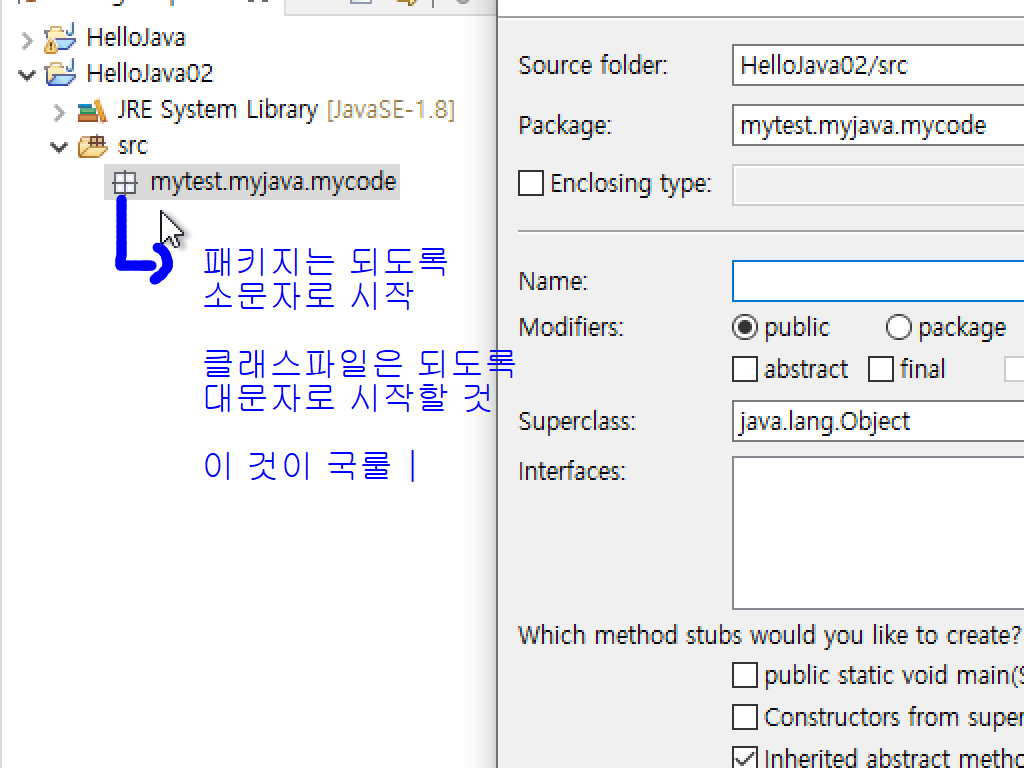 HelloJava
HelloJava02
JRE System Library [JavaSE-1.8]
src
mytest.myjava.mycode
패키지는 되도록
소문자로 시작
클래스파일은 되도록
대문자로 시작할 것
이 것이 국룰
Source folder: HelloJava02/src
Package: mytest.myjava.mycode
Enclosing type:
Name:
Modifiers: public package
abstract final
Superclass: java.lang.Object
Interfaces:
Which method stubs would you like to create?
public static void main(S
Constructors from super
Inherited abstract metho